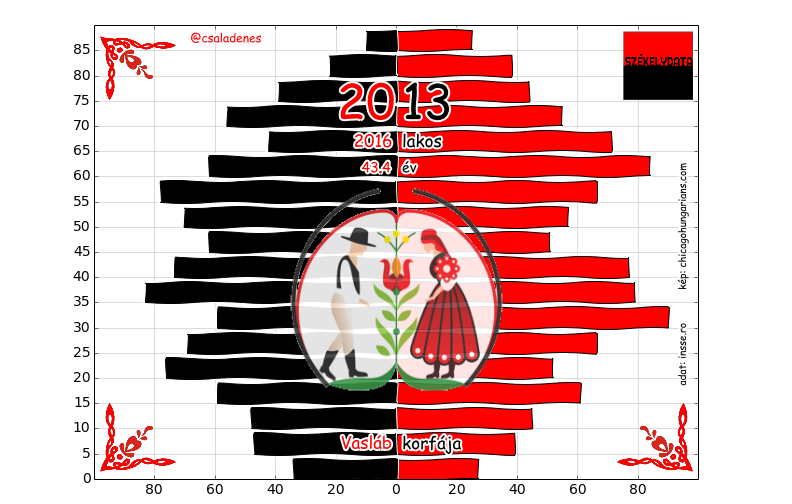 @csaladenes
SZÉKELYDATA
2013
2016 lakos
43.4 év
kép: chicagohungarians.com
adat: insse.ro
Vasláb korfája
85
80
75
70
65
60
55
50
45
40
35
30
25
20
15
10
5
0
80 60 40 20 0 20 40 60 80